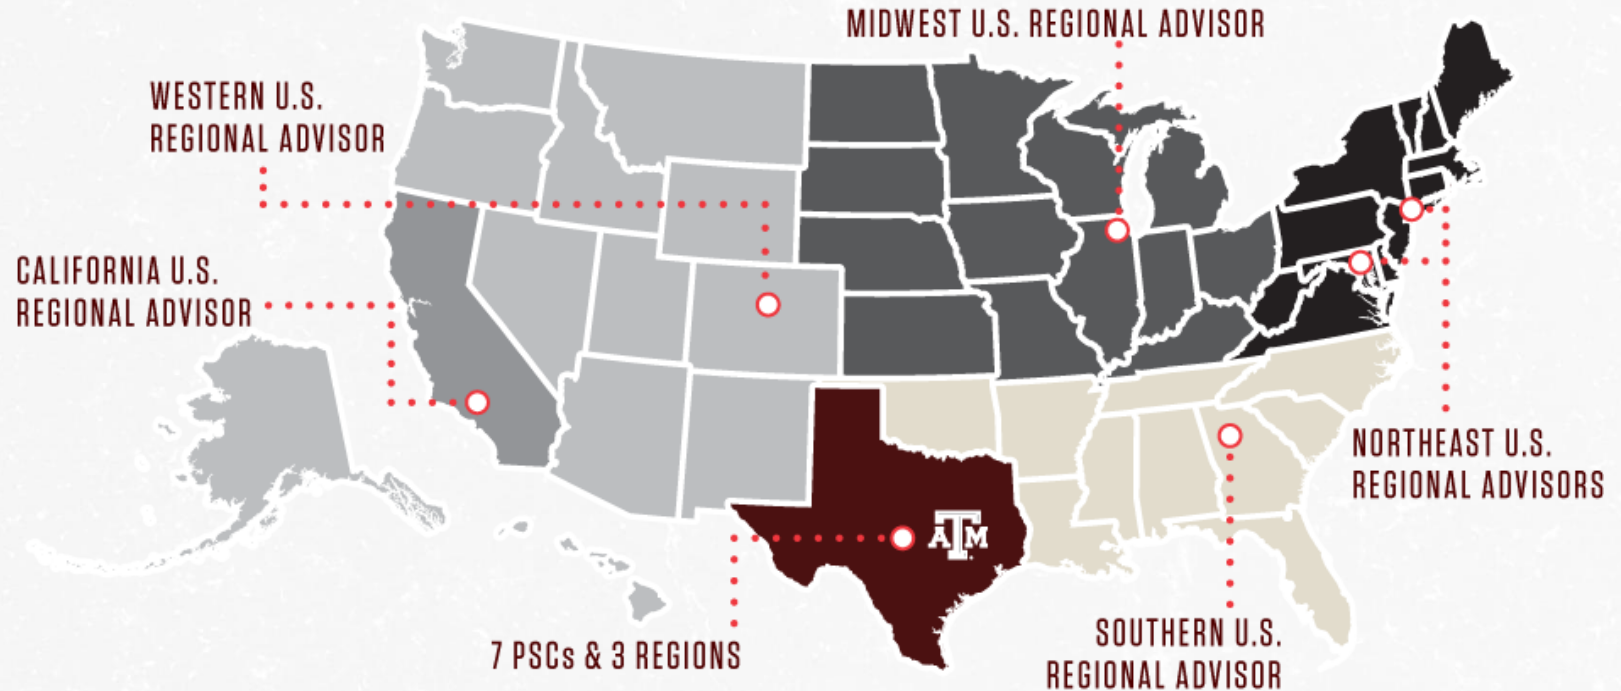 MIDWEST U.S. REGIONAL ADVISOR
WESTERN U.S.
REGIONAL ADVISOR
CALIFORNIA U.S.
REGIONAL ADVISOR
NORTHEAST U.S.
REGIONAL ADVISORS
ATM
7 PSCs & 3 REGIONS
SOUTHERN U.S.
REGIONAL ADVISOR